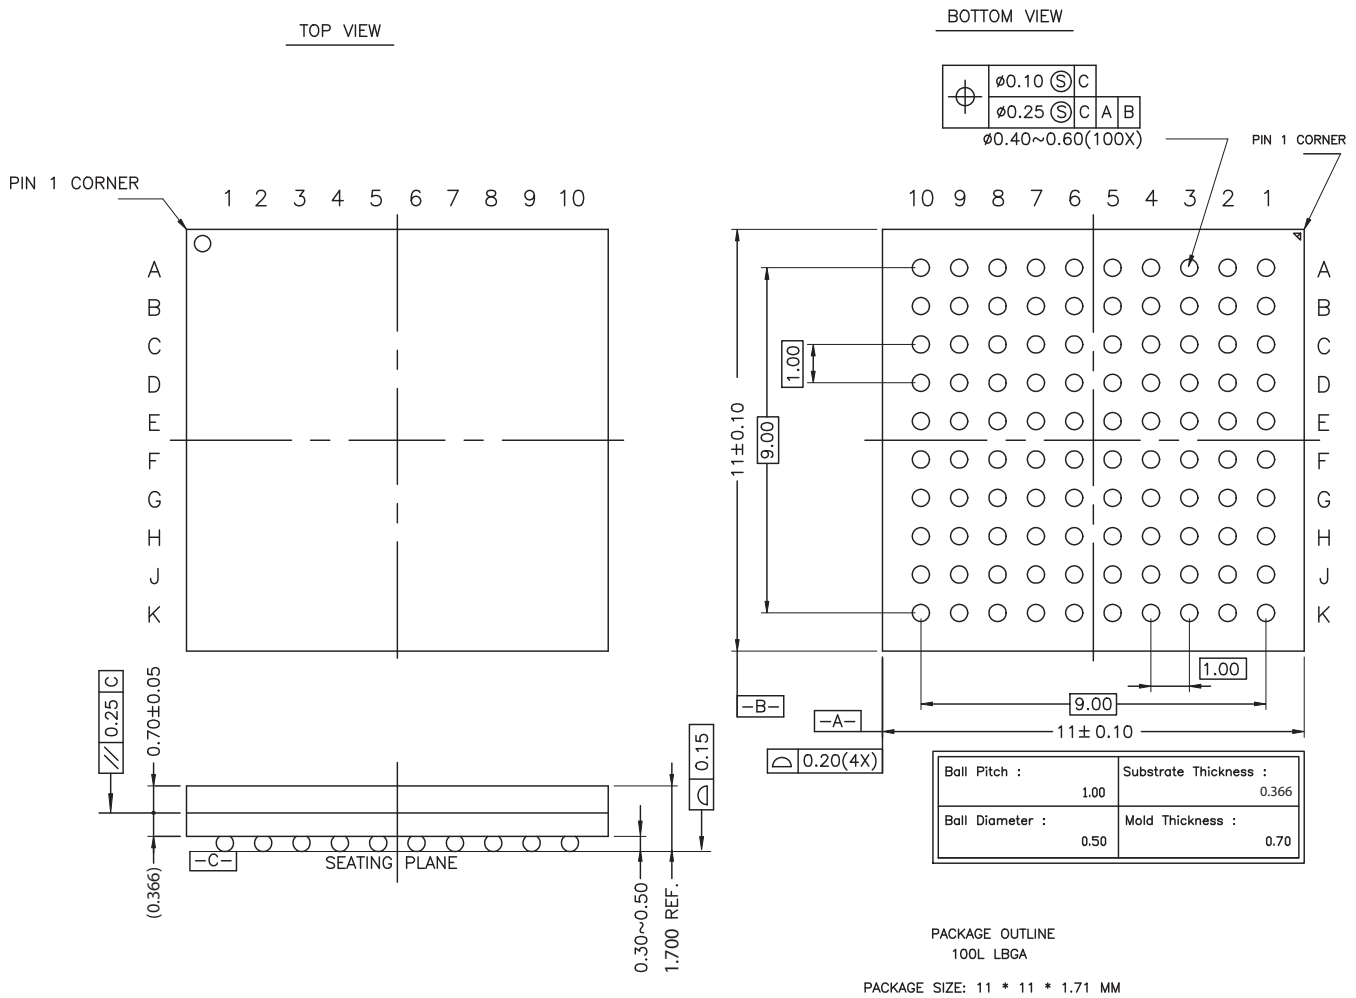 TOP VIEW
BOTTOM VIEW
⌀0.10 Ⓢ C
⌀0.25 Ⓢ C A B
⌀0.40~0.60(100X)
PIN 1 CORNER
PIN 1 CORNER
1 2 3 4 5 6 7 8 9 10
10 9 8 7 6 5 4 3 2 1
A
B
C
D
E
F
G
H
J
K
A
B
C
D
E
F
G
H
J
K
1.00
9.00
11±0.10
1.00
9.00
11±0.10
-B-
-A-
⌓ 0.20(4X)
// 0.25 C
0.70±0.05
(0.366)
⌓ 0.15
-C-
SEATING PLANE
0.30~0.50
1.700 REF.
Ball Pitch :
1.00
Substrate Thickness :
0.366
Ball Diameter :
0.50
Mold Thickness :
0.70
PACKAGE OUTLINE
100L LBGA
PACKAGE SIZE: 11 * 11 * 1.71 MM